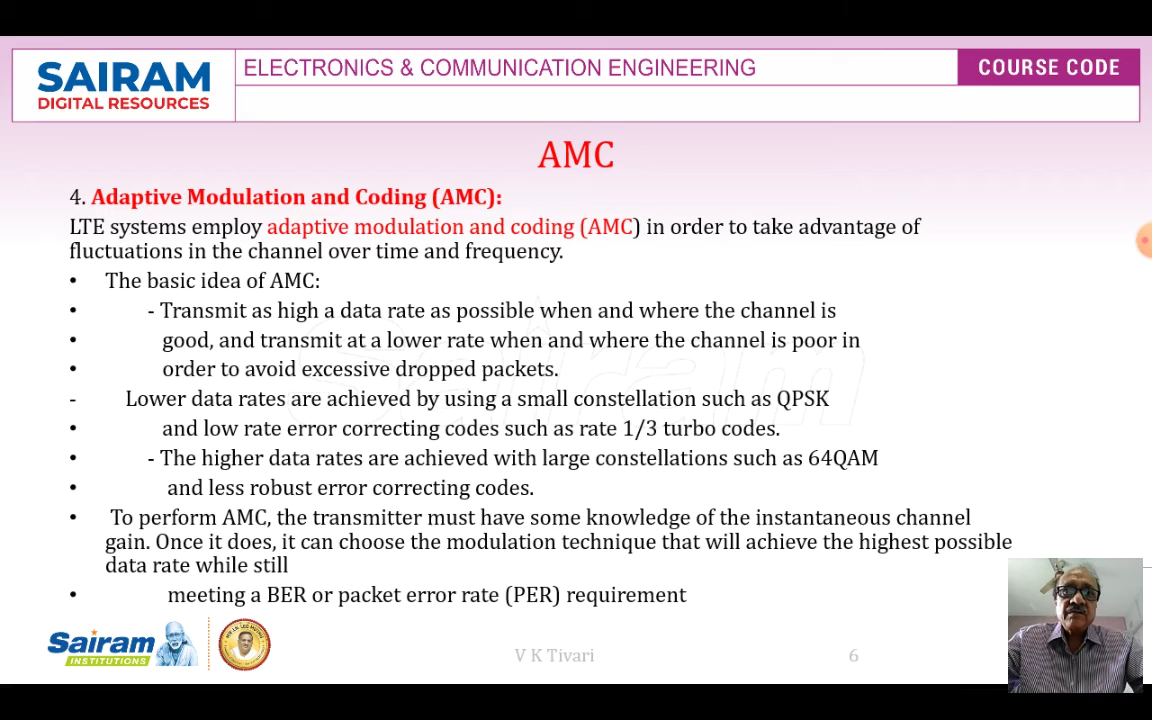 SAIRAM
DIGITAL RESOURCES
ELECTRONICS & COMMUNICATION ENGINEERING
COURSE CODE
AMC
4. Adaptive Modulation and Coding (AMC):
LTE systems employ adaptive modulation and coding (AMC) in order to take advantage of
fluctuations in the channel over time and frequency.
• The basic idea of AMC:
• - Transmit as high a data rate as possible when and where the channel is
• good, and transmit at a lower rate when and where the channel is poor in
• order to avoid excessive dropped packets.
- Lower data rates are achieved by using a small constellation such as QPSK
• and low rate error correcting codes such as rate 1/3 turbo codes.
• - The higher data rates are achieved with large constellations such as 64QAM
• and less robust error correcting codes.
• To perform AMC, the transmitter must have some knowledge of the instantaneous channel
gain. Once it does, it can choose the modulation technique that will achieve the highest possible
data rate while still
• meeting a BER or packet error rate (PER) requirement
Sairam
Sairam
INSTITUTIONS
V K Tivari
6